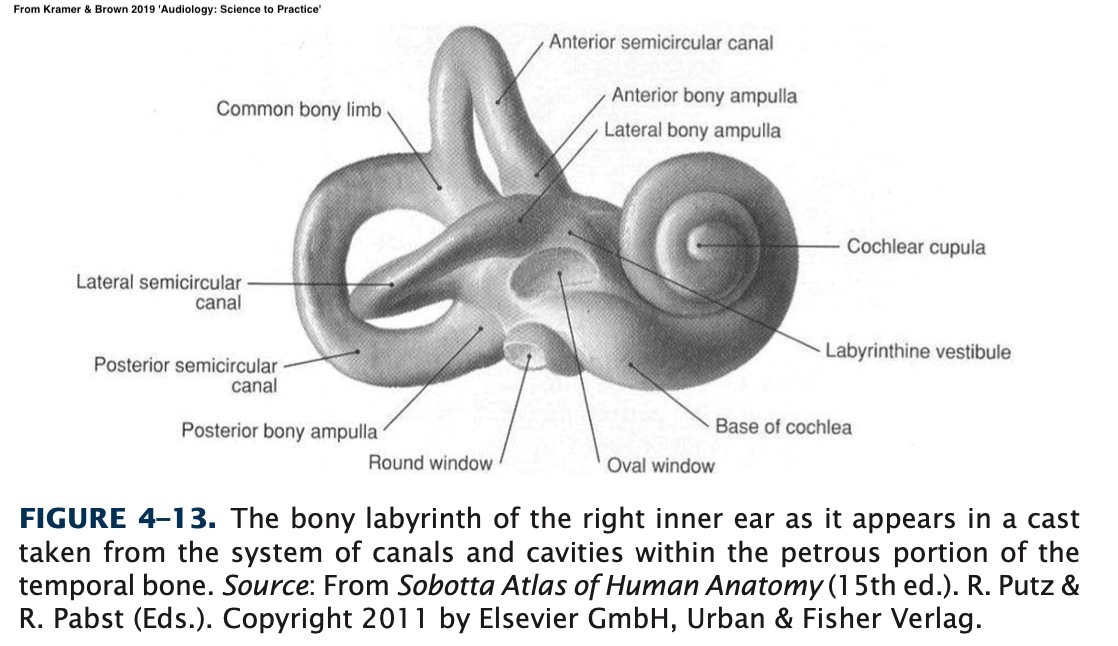 From Kramer & Brown 2019 'Audiology: Science to Practice'
Anterior semicircular canal
Anterior bony ampulla
Common bony limb
Lateral bony ampulla
Cochlear cupula
Lateral semicircular
canal
Labyrinthine vestibule
Posterior semicircular
canal
Posterior bony ampulla
Base of cochlea
Round window
Oval window
FIGURE 4–13. The bony labyrinth of the right inner ear as it appears in a cast
taken from the system of canals and cavities within the petrous portion of the
temporal bone. Source: From Sobotta Atlas of Human Anatomy (15th ed.). R. Putz &
R. Pabst (Eds.). Copyright 2011 by Elsevier GmbH, Urban & Fisher Verlag.